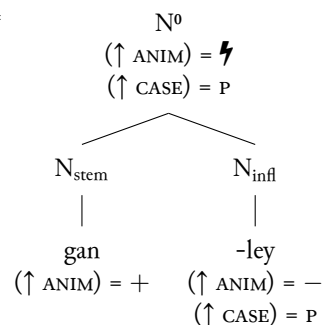 N⁰
(↑ ANIM) = ⚡
(↑ CASE) = P
N_stem N_infl
gan -ley
(↑ ANIM) = + (↑ ANIM) = −
(↑ CASE) = P